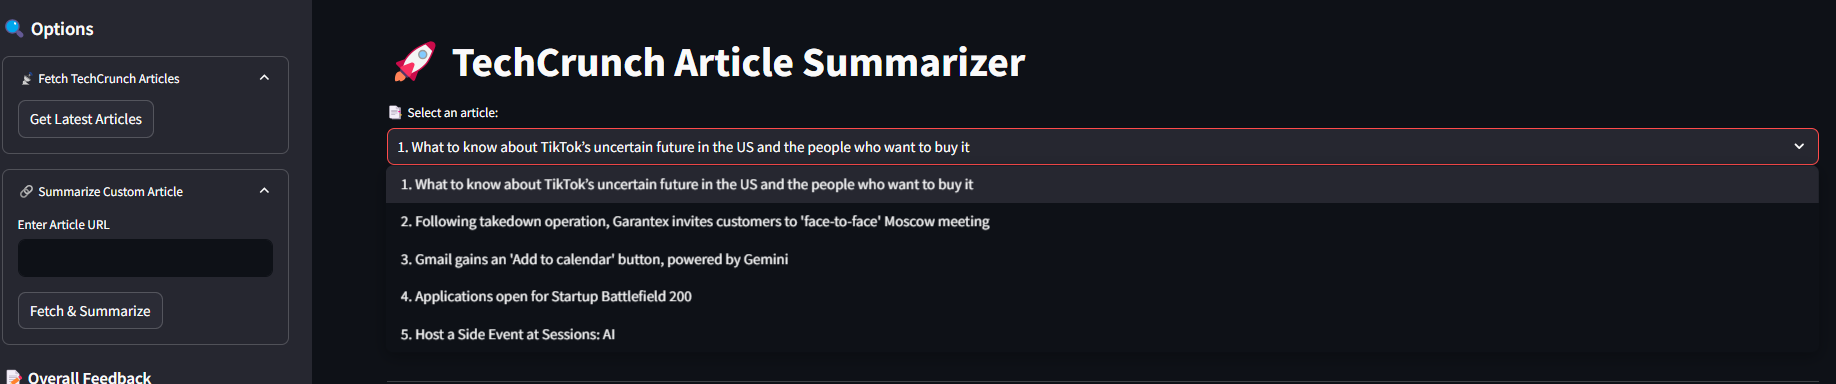 Options
Fetch TechCrunch Articles
Get Latest Articles
Summarize Custom Article
Enter Article URL
Fetch & Summarize
Overall Feedback
TechCrunch Article Summarizer
Select an article:
1. What to know about TikTok’s uncertain future in the US and the people who want to buy it
1. What to know about TikTok’s uncertain future in the US and the people who want to buy it
2. Following takedown operation, Garantex invites customers to 'face-to-face' Moscow meeting
3. Gmail gains an 'Add to calendar' button, powered by Gemini
4. Applications open for Startup Battlefield 200
5. Host a Side Event at Sessions: AI